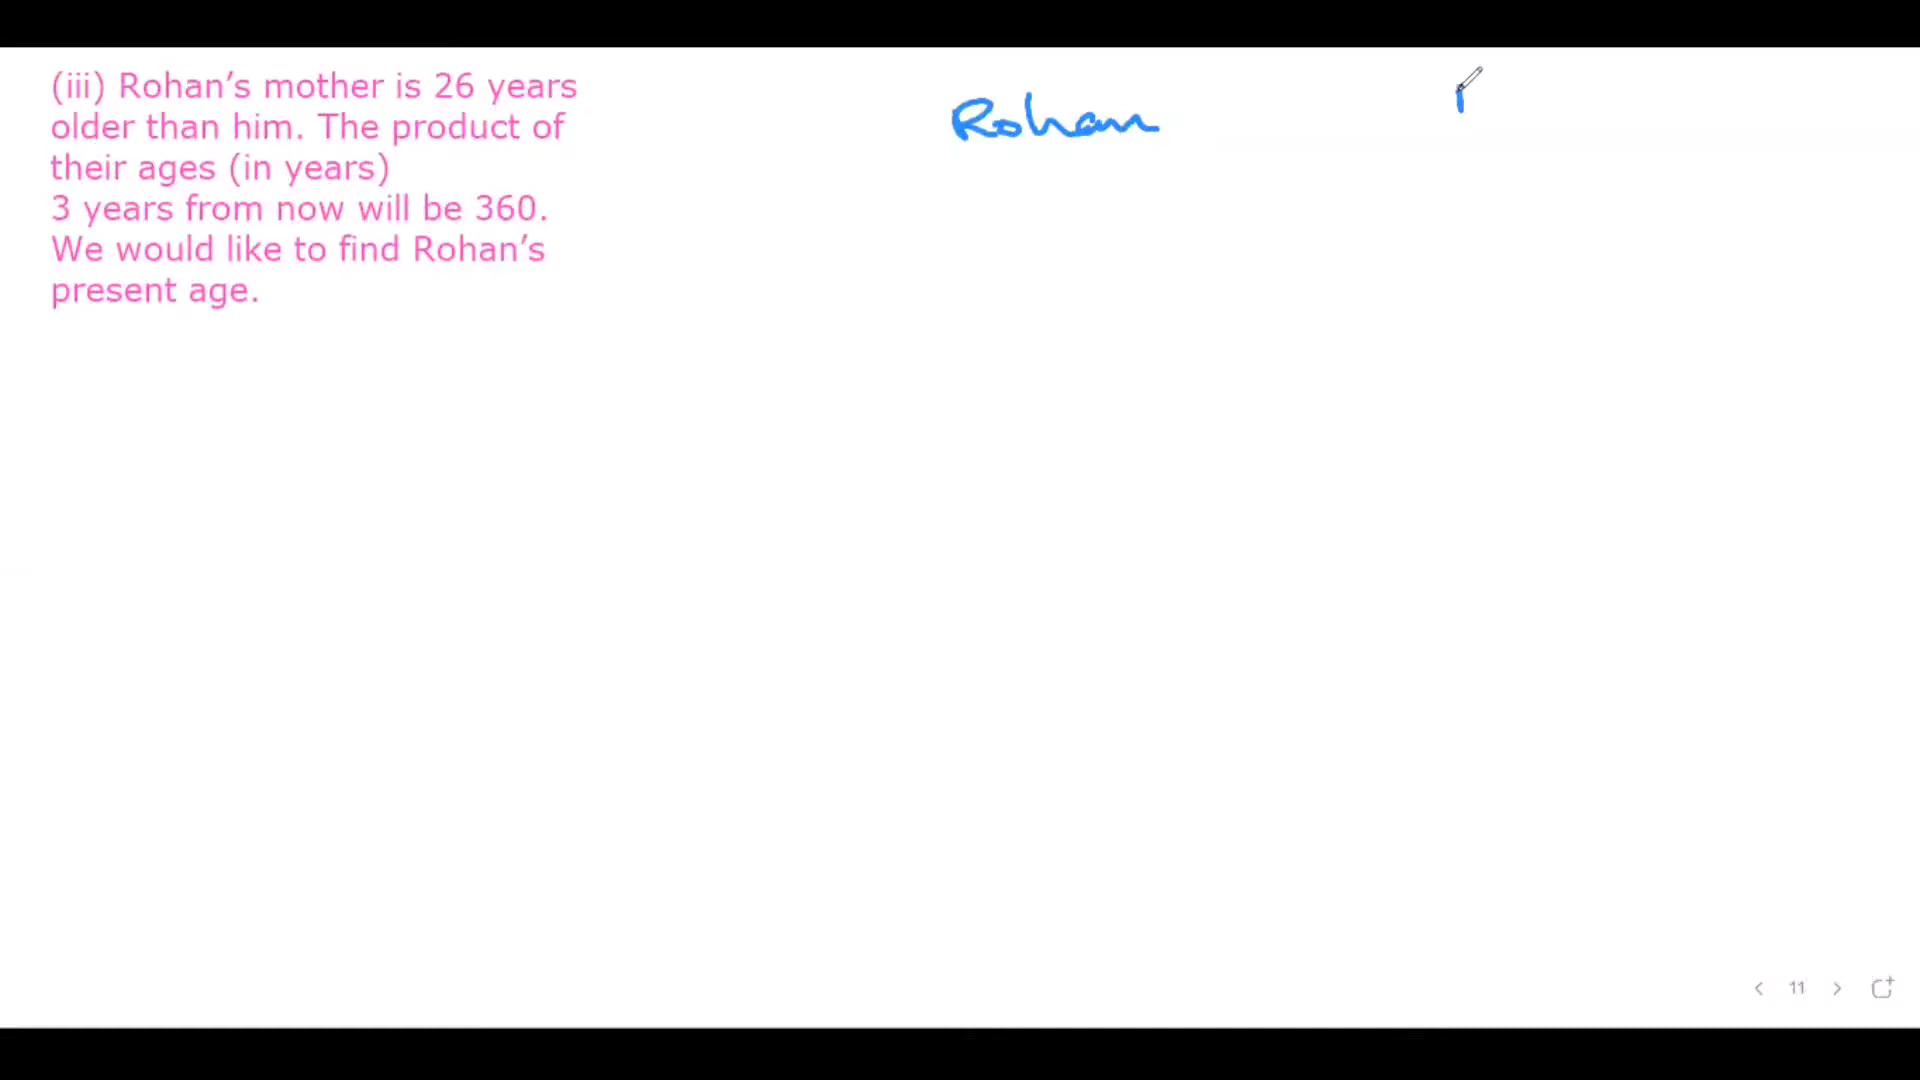 (iii) Rohan’s mother is 26 years
older than him. The product of
their ages (in years)
3 years from now will be 360.
We would like to find Rohan’s
present age.
Rohan
11